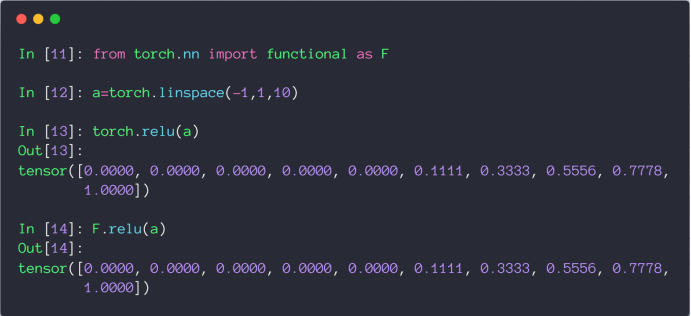 In [11]: from torch.nn import functional as F
In [12]: a=torch.linspace(-1,1,10)
In [13]: torch.relu(a)
Out[13]:
tensor([0.0000, 0.0000, 0.0000, 0.0000, 0.0000, 0.1111, 0.3333, 0.5556, 0.7778,
1.0000])
In [14]: F.relu(a)
Out[14]:
tensor([0.0000, 0.0000, 0.0000, 0.0000, 0.0000, 0.1111, 0.3333, 0.5556, 0.7778,
1.0000])